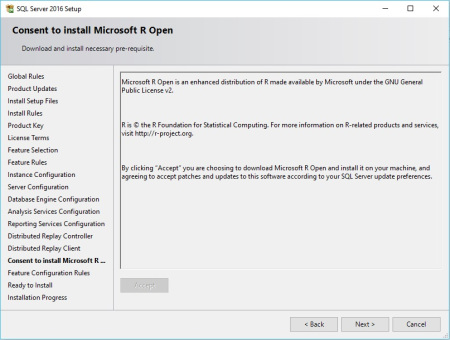 SQL Server 2016 Setup
Consent to install Microsoft R Open
Download and install necessary pre-requisite.
Global Rules
Product Updates
Install Setup Files
Install Rules
Product Key
License Terms
Feature Selection
Feature Rules
Instance Configuration
Server Configuration
Database Engine Configuration
Analysis Services Configuration
Reporting Services Configuration
Distributed Replay Controller
Distributed Replay Client
Consent to install Microsoft R ...
Feature Configuration Rules
Ready to Install
Installation Progress
Microsoft R Open is an enhanced distribution of R made available by Microsoft under the GNU General
Public License v2.
R is © the R Foundation for Statistical Computing. For more information on R-related products and services,
visit http://r-project.org.
By clicking "Accept" you are choosing to download Microsoft R Open and install it on your machine, and
agreeing to accept patches and updates to this software according to your SQL Server update preferences.
Accept
< Back
Next >
Cancel